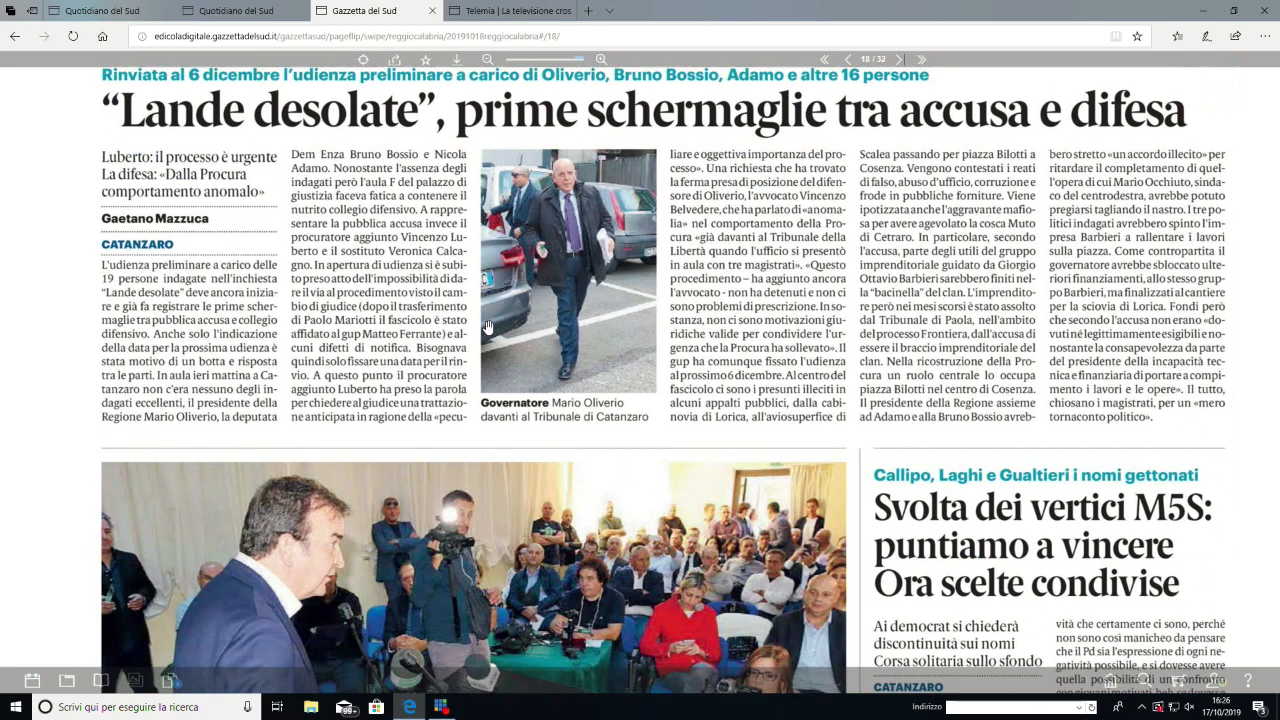 Quotidiano
Gazzetta del Sud
Telemia | La Televisione
Gazzetta del Sud
Telemia | La Televisione cros
edicoladigitale.gazzettadelsud.it/gazzettasud/pageflip/swipe/reggiocalabria/20191018reggiocalabria#/18/
18 / 32
Rinviata al 6 dicembre l'udienza preliminare a carico di Oliverio, Bruno Bossio, Adamo e altre 16 persone
“Lande desolate”, prime schermaglie tra accusa e difesa
Luberto: il processo è urgente
La difesa: «Dalla Procura
comportamento anomalo»
Gaetano Mazzuca
CATANZARO
L'udienza preliminare a carico delle
19 persone indagate nell'inchiesta
“Lande desolate” deve ancora inizia-
re e già fa registrare le prime scher-
maglie tra pubblica accusa e collegio
difensivo. Anche solo l'indicazione
della data per la prossima udienza è
stata motivo di un botta e risposta
tra le parti. In aula ieri mattina a Ca-
tanzaro non c'era nessuno degli in-
dagati eccellenti, il presidente della
Regione Mario Oliverio, la deputata
Dem Enza Bruno Bossio e Nicola
Adamo. Nonostante l'assenza degli
indagati però l'aula F del palazzo di
giustizia faceva fatica a contenere il
nutrito collegio difensivo. A rappre-
sentare la pubblica accusa invece il
procuratore aggiunto Vincenzo Lu-
berto e il sostituto Veronica Calca-
gno. In apertura di udienza si è subi-
to preso atto dell'impossibilità di da-
re il via al procedimento visto il cam-
bio di giudice (dopo il trasferimento
di Paolo Mariotti il fascicolo è stato
affidato al gup Matteo Ferrante) e al-
cuni difetti di notifica. Bisognava
quindi solo fissare una data per il rin-
vio. A questo punto il procuratore
aggiunto Luberto ha preso la parola
per chiedere al giudice una trattazio-
ne anticipata in ragione della «pecu-
Governatore Mario Oliverio
davanti al Tribunale di Catanzaro
liare e oggettiva importanza del pro-
cesso». Una richiesta che ha trovato
la ferma presa di posizione del difen-
sore di Oliverio, l'avvocato Vincenzo
Belvedere, che ha parlato di «anoma-
lia» nel comportamento della Pro-
cura «già davanti al Tribunale della
Libertà quando l'ufficio si presentò
in aula con tre magistrati». «Questo
procedimento – ha aggiunto ancora
l'avvocato - non ha detenuti e non ci
sono problemi di prescrizione. In so-
stanza, non ci sono motivazioni giu-
ridiche valide per condividere l'ur-
genza che la Procura ha sollevato». Il
gup ha comunque fissato l'udienza
al prossimo 6 dicembre. Al centro del
fascicolo ci sono i presunti illeciti in
alcuni appalti pubblici, dalla cabi-
novia di Lorica, all'aviosuperfice di
Scalea passando per piazza Bilotti a
Cosenza. Vengono contestati i reati
di falso, abuso d'ufficio, corruzione e
frode in pubbliche forniture. Viene
ipotizzata anche l'aggravante mafio-
sa per avere agevolato la cosca Muto
di Cetraro. In particolare, secondo
l'accusa, parte degli utili del gruppo
imprenditoriale guidato da Giorgio
Ottavio Barbieri sarebbero finiti nel-
la “bacinella” del clan. L'imprendito-
re però nei mesi scorsi è stato assolto
dal Tribunale di Paola, nell'ambito
del processo Frontiera, dall'accusa di
essere il braccio imprenditoriale del
clan. Nella ricostruzione della Pro-
cura un ruolo centrale lo occupa
piazza Bilotti nel centro di Cosenza.
Il presidente della Regione assieme
ad Adamo e alla Bruno Bossio avreb-
bero stretto «un accordo illecito» per
ritardare il completamento di quel-
l'opera di cui Mario Occhiuto, sinda-
co del centrodestra, avrebbe potuto
pregiarsi tagliando il nastro. I tre po-
litici indagati avrebbero spinto l'im-
presa Barbieri a rallentare i lavori
sulla piazza. Come contropartita il
governatore avrebbe sbloccato ulte-
riori finanziamenti, allo stesso grup-
po Barbieri, ma finalizzati al cantiere
per la sciovia di Lorica. Fondi però
che secondo l'accusa non erano «do-
vuti né legittimamente esigibili e no-
nostante la consapevolezza da parte
del presidente della incapacità tec-
nica e finanziaria di portare a compi-
mento i lavori e le opere». Il tutto,
chiosano i magistrati, per un «mero
tornaconto politico».
Callipo, Laghi e Gualtieri i nomi gettonati
Svolta dei vertici M5S:
puntiamo a vincere
Ora scelte condivise
Ai democrat si chiederà
discontinuità sui nomi
Corsa solitaria sullo sfondo
CATANZARO
vità che certamente ci sono, perché
non sono così manicheo da pensare
che il Pd sia l'espressione di ogni ne-
gatività possibile, e si dovesse avere
quella possibilità di un confronto
Scrivi qui per eseguire la ricerca
99+
Indirizzo
16:26
17/10/2019
3